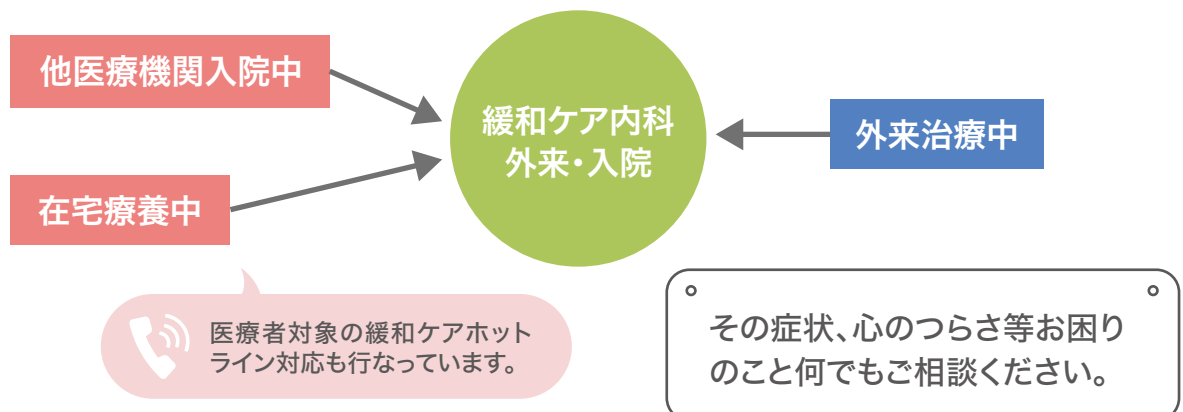 他医療機関入院中
緩和ケア内科
外来・入院
外来治療中
在宅療養中
医療者対象の緩和ケアホット
ライン対応も行なっています。
その症状、心のつらさ等お困り
のこと何でもご相談ください。